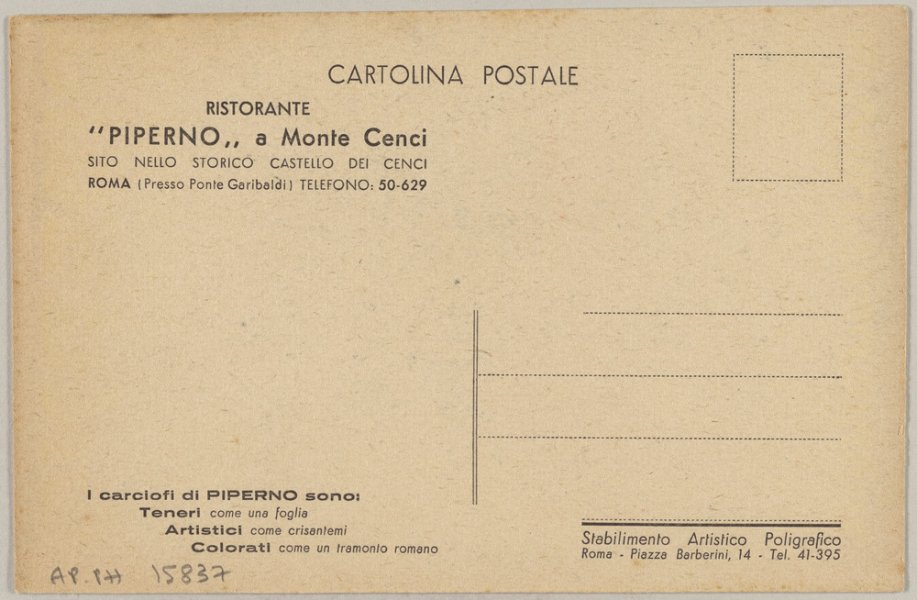 CARTOLINA POSTALE
RISTORANTE
"PIPERNO„ a Monte Cenci
SITO NELLO STORICO CASTELLO DEI CENCI
ROMA (Presso Ponte Garibaldi) TELEFONO: 50-629
I carciofi di PIPERNO sono:
Teneri come una foglia
Artistici come crisantemi
Colorati come un tramonto romano
Stabilimento Artistico Poligrafico
Roma - Piazza Barberini, 14 - Tel. 41-395
AP.PH 15837